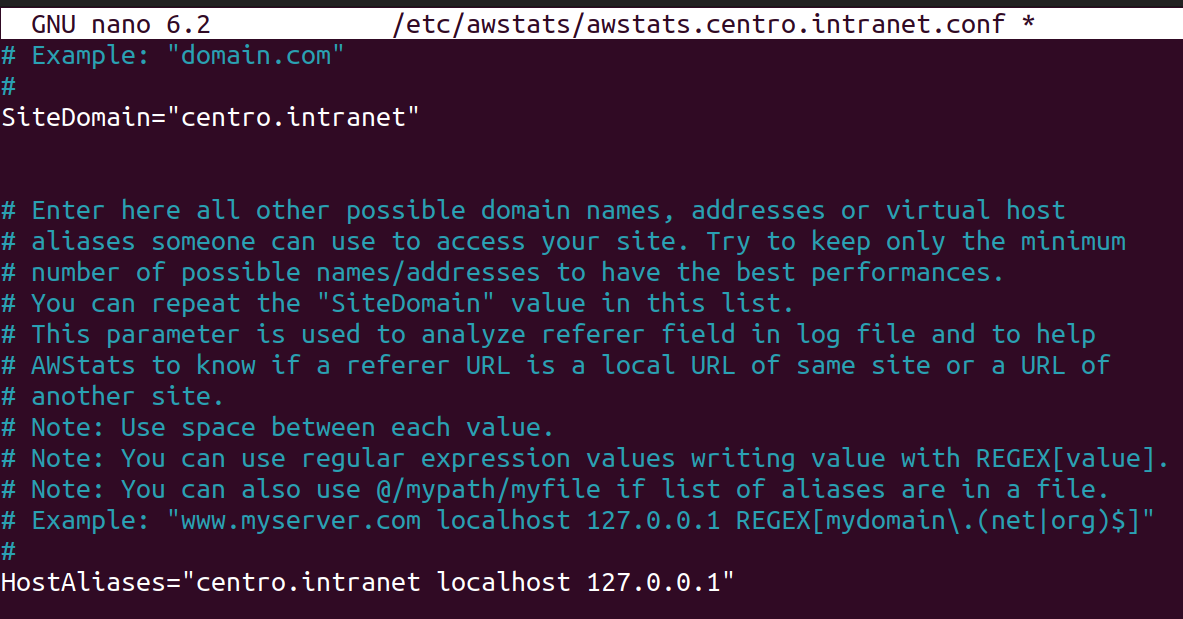 GNU nano 6.2 /etc/awstats/awstats.centro.intranet.conf *
# Example: "domain.com"
#
SiteDomain="centro.intranet"
# Enter here all other possible domain names, addresses or virtual host
# aliases someone can use to access your site. Try to keep only the minimum
# number of possible names/addresses to have the best performances.
# You can repeat the "SiteDomain" value in this list.
# This parameter is used to analyze referer field in log file and to help
# AWStats to know if a referer URL is a local URL of same site or a URL of
# another site.
# Note: Use space between each value.
# Note: You can use regular expression values writing value with REGEX[value].
# Note: You can also use @/mypath/myfile if list of aliases are in a file.
# Example: "www.myserver.com localhost 127.0.0.1 REGEX[mydomain\.(net|org)$]"
#
HostAliases="centro.intranet localhost 127.0.0.1"